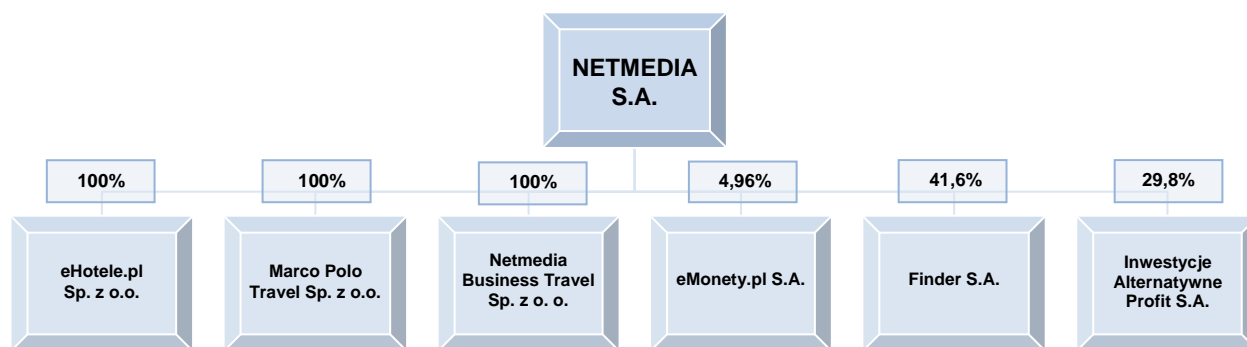 NETMEDIA
S.A.
100%
100%
100%
4,96%
41,6%
29,8%
eHotele.pl
Sp. z o.o.
Marco Polo
Travel Sp. z o.o.
Netmedia
Business Travel
Sp. z o. o.
eMonety.pl S.A.
Finder S.A.
Inwestycje
Alternatywne
Profit S.A.